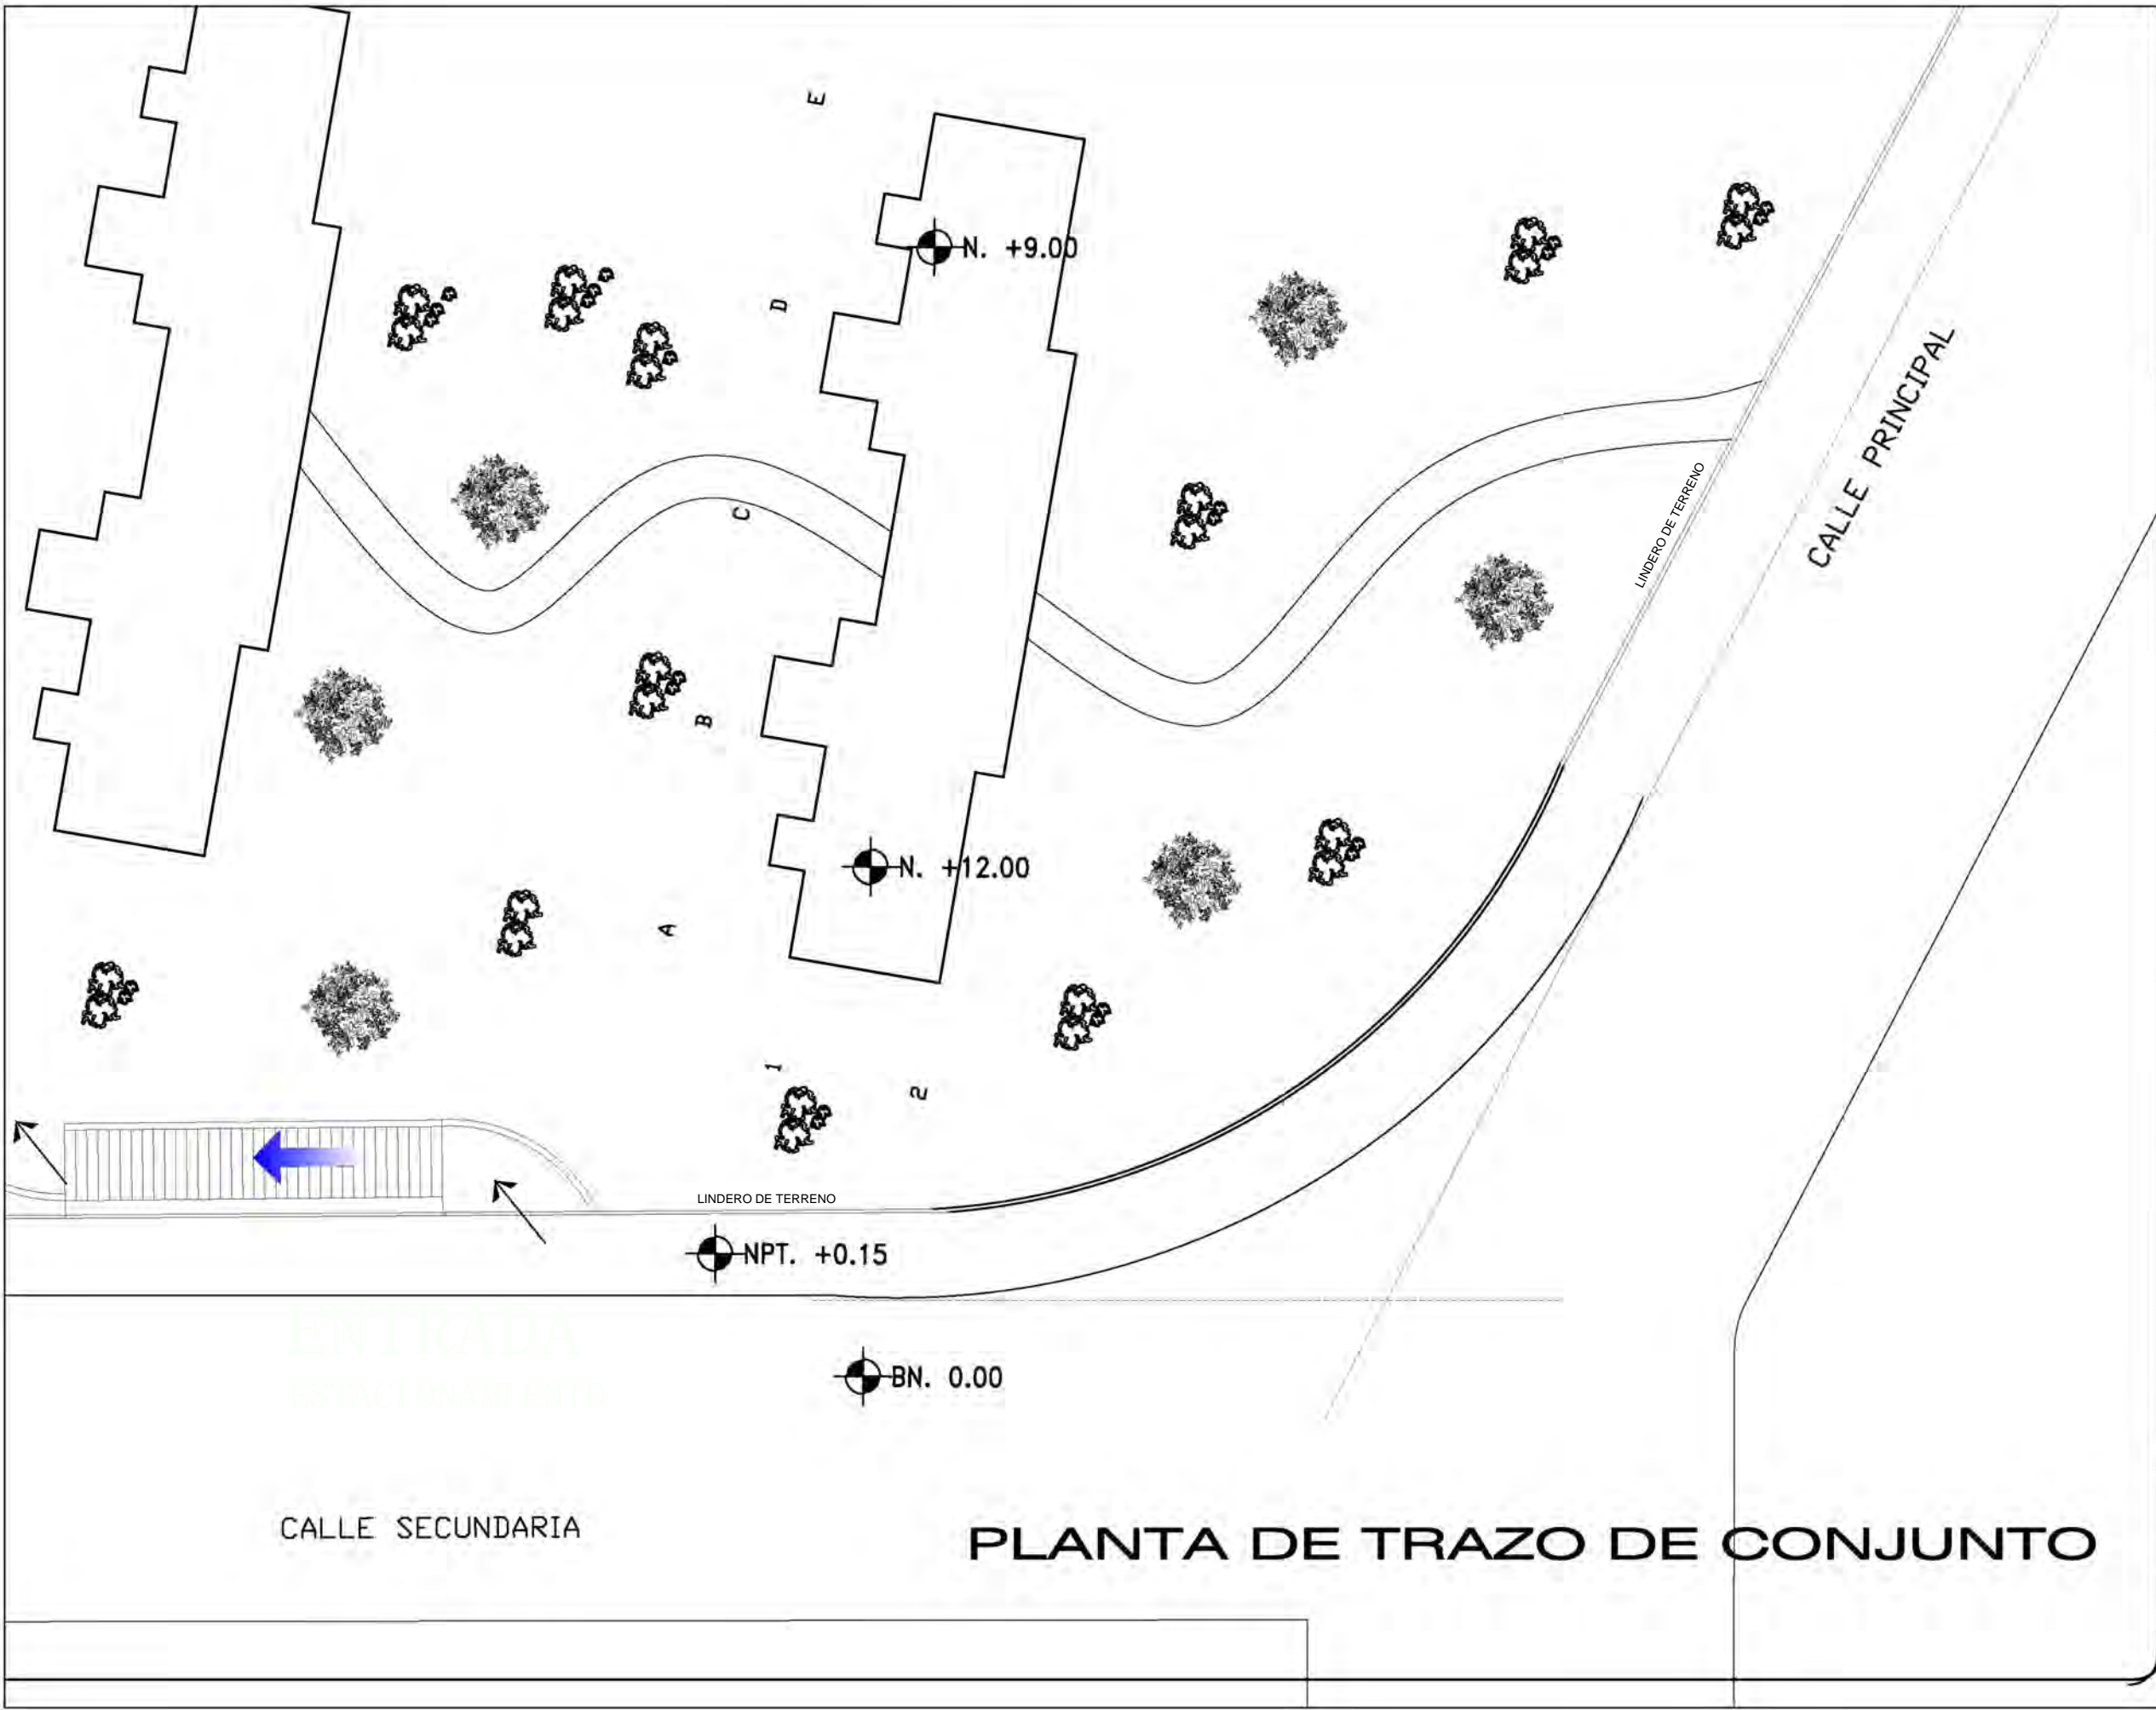 E
N. +9.00
D
CALLE PRINCIPAL
LINDERO DE TERRENO
C
B
N. +12.00
A
1
2
LINDERO DE TERRENO
NPT. +0.15
ENTRADA
BN. 0.00
CALLE SECUNDARIA
PLANTA DE TRAZO DE CONJUNTO